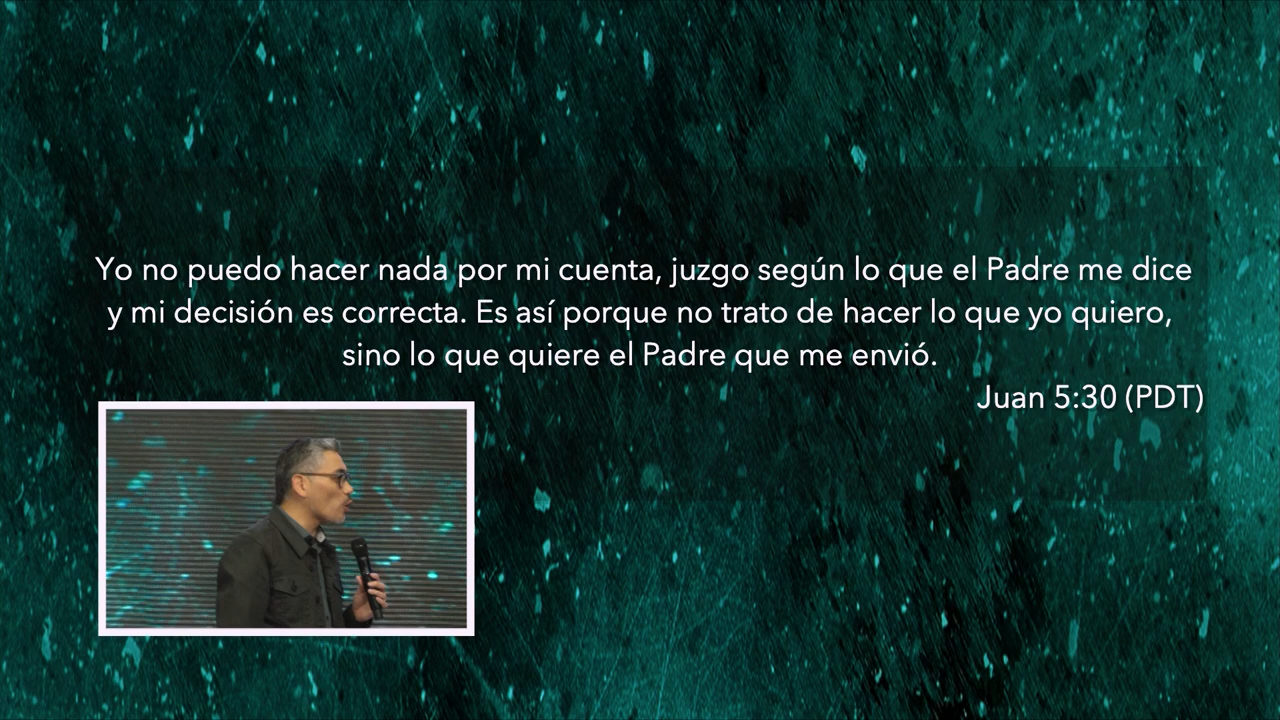 Yo no puedo hacer nada por mi cuenta, juzgo según lo que el Padre me dice
y mi decisión es correcta. Es así porque no trato de hacer lo que yo quiero,
sino lo que quiere el Padre que me envió.
Juan 5:30 (PDT)